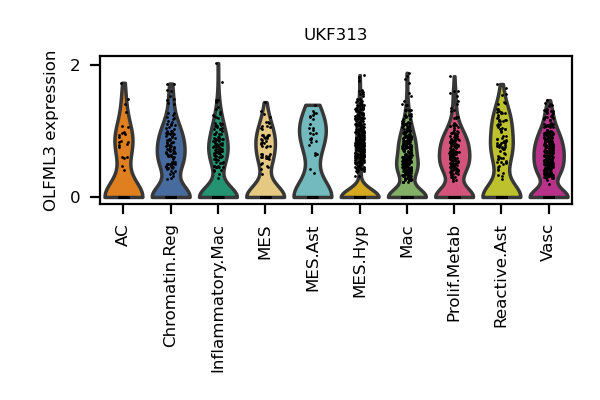 UKF313
OLFML3 expression
2
0
AC
Chromatin.Reg
Inflammatory.Mac
MES
MES.Ast
MES.Hyp
Mac
Prolif.Metab
Reactive.Ast
Vasc